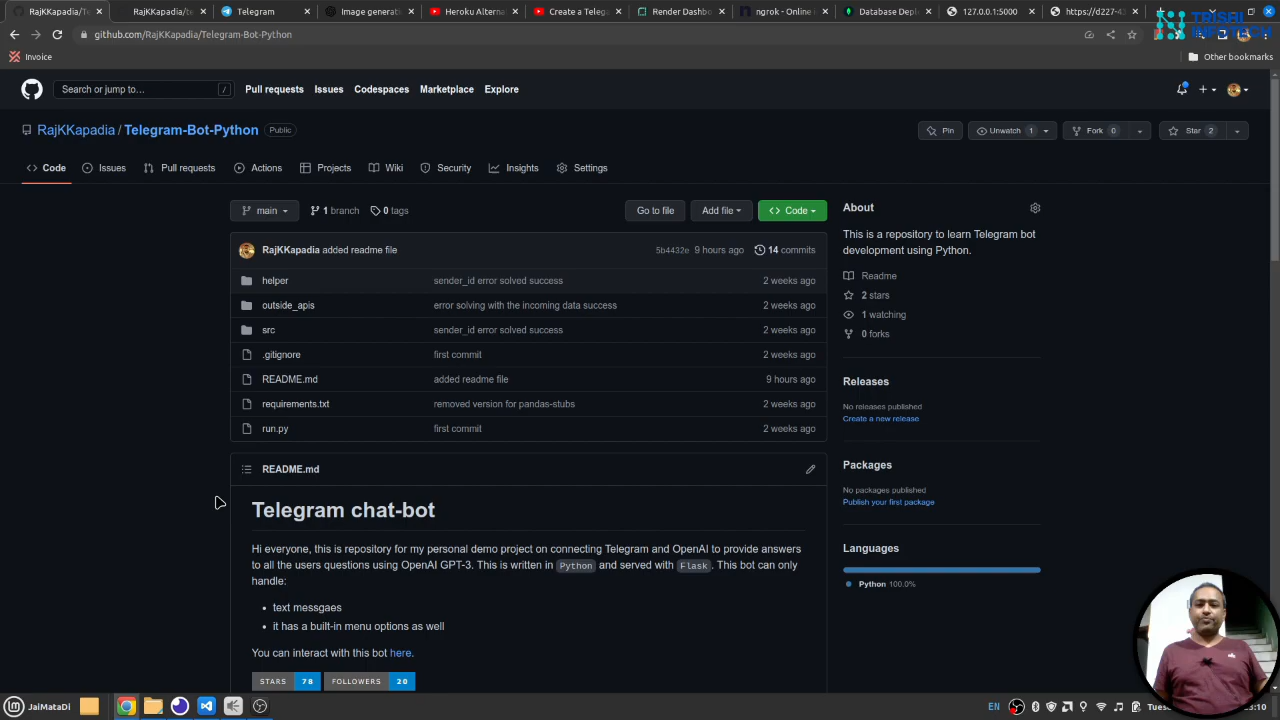 RajKKapadia/Te
RajKKapadia/te
Telegram
Image generati
Heroku Alterna
Create a Teleg
Render Dashbo
ngrok - Online
Database Deplo
127.0.0.1:5000
https://d227-4
github.com/RajKKapadia/Telegram-Bot-Python
TRISHI
INFOTECH
Invoice
Other bookmarks
Search or jump to…
/
Pull requests
Issues
Codespaces
Marketplace
Explore
RajKKapadia / Telegram-Bot-Python
Public
Pin
Unwatch 1
Fork 0
Star 2
Code
Issues
Pull requests
Actions
Projects
Wiki
Security
Insights
Settings
main
1 branch
0 tags
Go to file
Add file
Code
RajKKapadia added readme file
5b4432e 9 hours ago
14 commits
helper sender_id error solved success 2 weeks ago
outside_apis error solving with the incoming data success 2 weeks ago
src sender_id error solved success 2 weeks ago
.gitignore first commit 2 weeks ago
README.md added readme file 9 hours ago
requirements.txt removed version for pandas-stubs 2 weeks ago
run.py first commit 2 weeks ago
README.md
Telegram chat-bot
Hi everyone, this is repository for my personal demo project on connecting Telegram and OpenAI to provide answers
to all the users questions using OpenAI GPT-3. This is written in Python and served with Flask. This bot can only
handle:
• text messgaes
• it has a built-in menu options as well
You can interact with this bot here.
STARS 78 FOLLOWERS 20
About
This is a repository to learn Telegram bot
development using Python.
Readme
2 stars
1 watching
0 forks
Releases
No releases published
Create a new release
Packages
No packages published
Publish your first package
Languages
Python 100.0%
JaiMataDi
EN